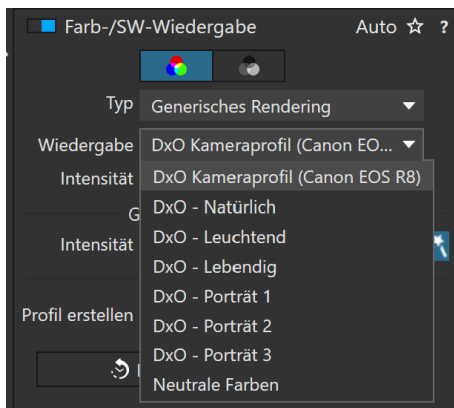 Farb-/SW-Wiedergabe Auto ?
Typ Generisches Rendering
Wiedergabe DxO Kameraprofil (Canon EO...
Intensität DxO Kameraprofil (Canon EOS R8)
G DxO - Natürlich
Intensität DxO - Leuchtend
DxO - Lebendig
DxO - Porträt 1
Profil erstellen DxO - Porträt 2
DxO - Porträt 3
Neutrale Farben